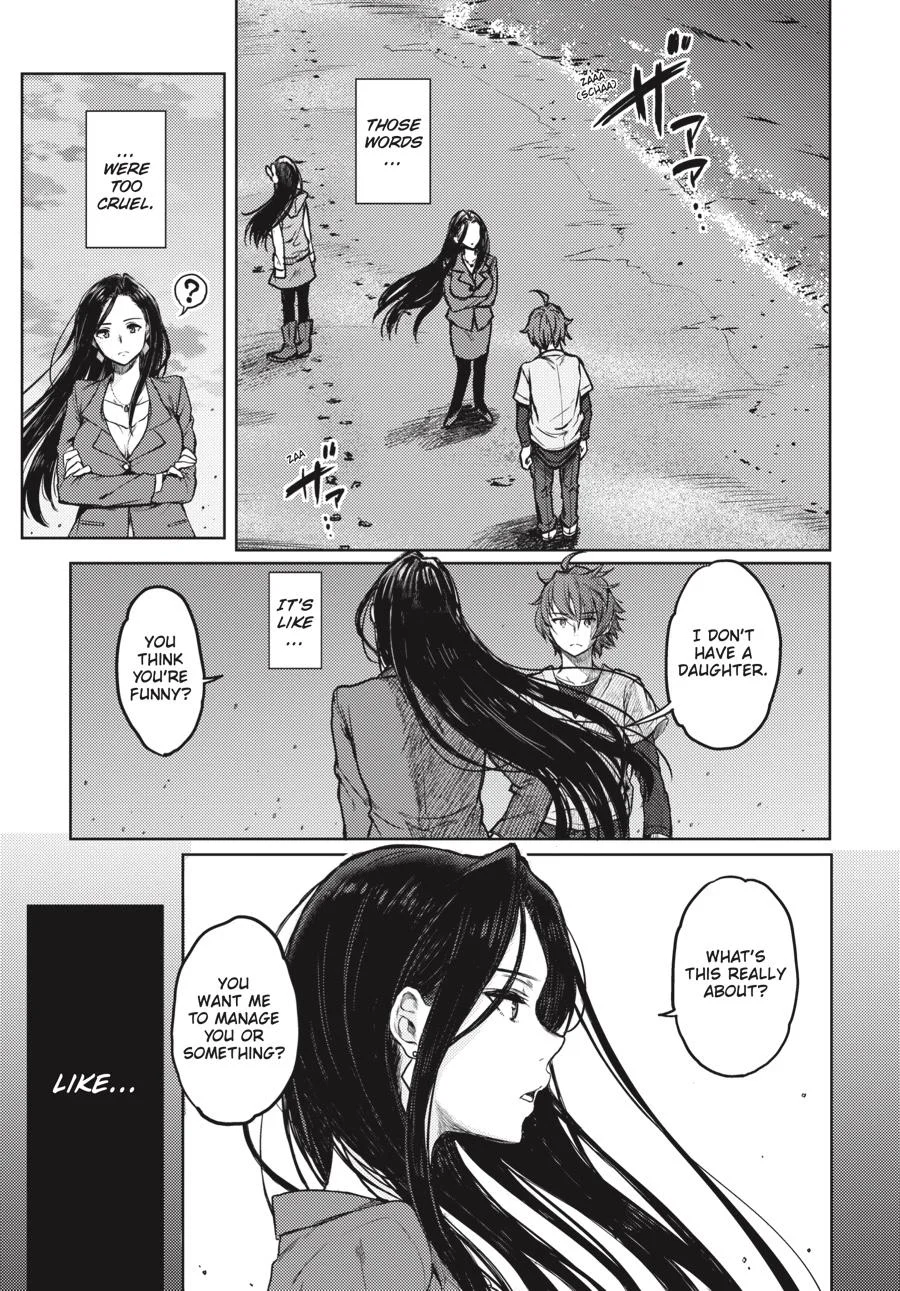 ザァァ
ZAAA
(SCHAA)
THOSE
WORDS
...
ザァ
ZAA
...
WERE
TOO
CRUEL.
?
I DON'T
HAVE A
DAUGHTER.
IT'S
LIKE
...
YOU
THINK
YOU'RE
FUNNY?
WHAT'S
THIS REALLY
ABOUT?
YOU
WANT ME
TO MANAGE
YOU OR
SOMETHING?
LIKE...